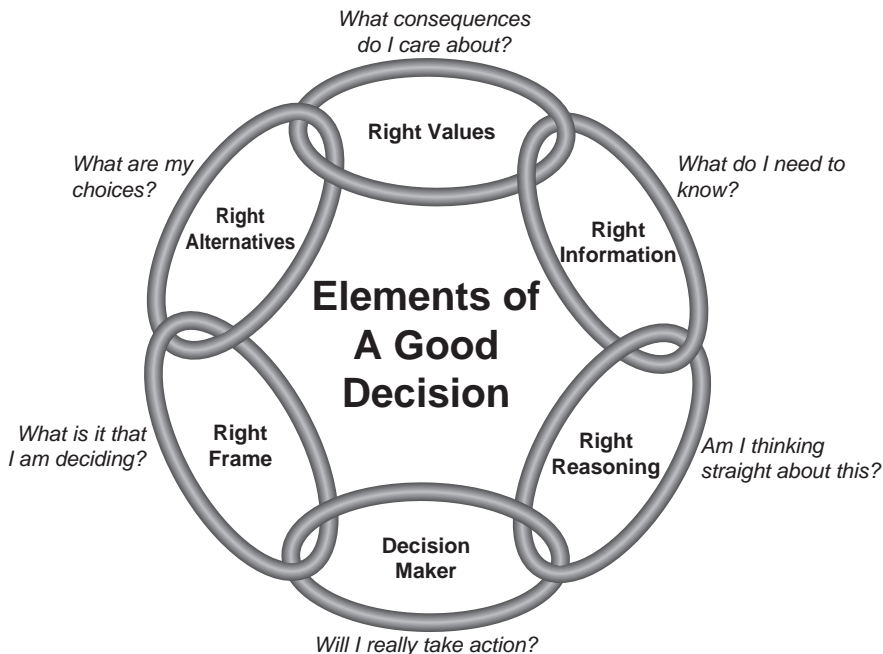 What consequences
do I care about?
Right Values
What are my
choices?
Right
Alternatives
What do I need to
know?
Right
Information
Elements of
A Good
Decision
What is it that
I am deciding?
Right
Frame
Right
Reasoning
Am I thinking
straight about this?
Decision
Maker
Will I really take action?